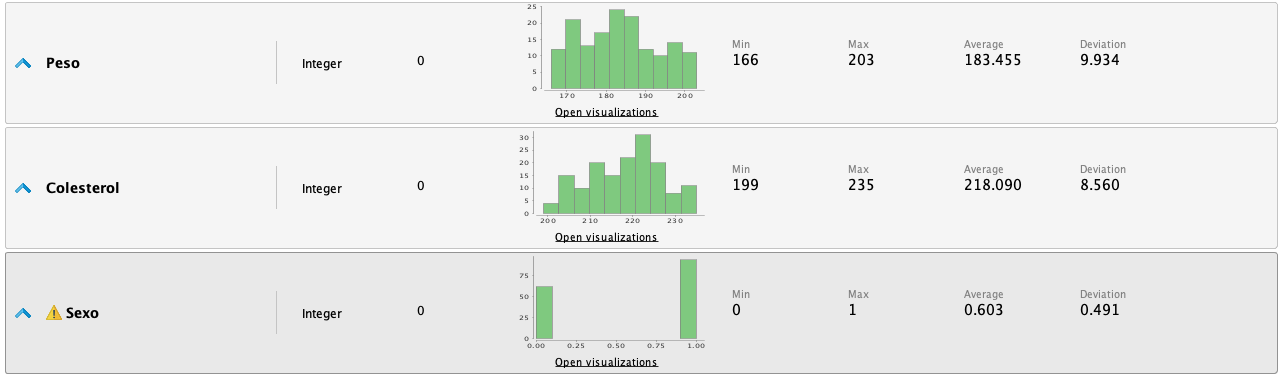 Peso
Integer
0
25
20
15
10
5
0
170 180 190 200
Open visualizations
Min
166
Max
203
Average
183.455
Deviation
9.934
Colesterol
Integer
0
30
25
20
15
10
5
0
200 210 220 230
Open visualizations
Min
199
Max
235
Average
218.090
Deviation
8.560
Sexo
Integer
0
75
50
25
0
0.00 0.25 0.50 0.75 1.00
Open visualizations
Min
0
Max
1
Average
0.603
Deviation
0.491